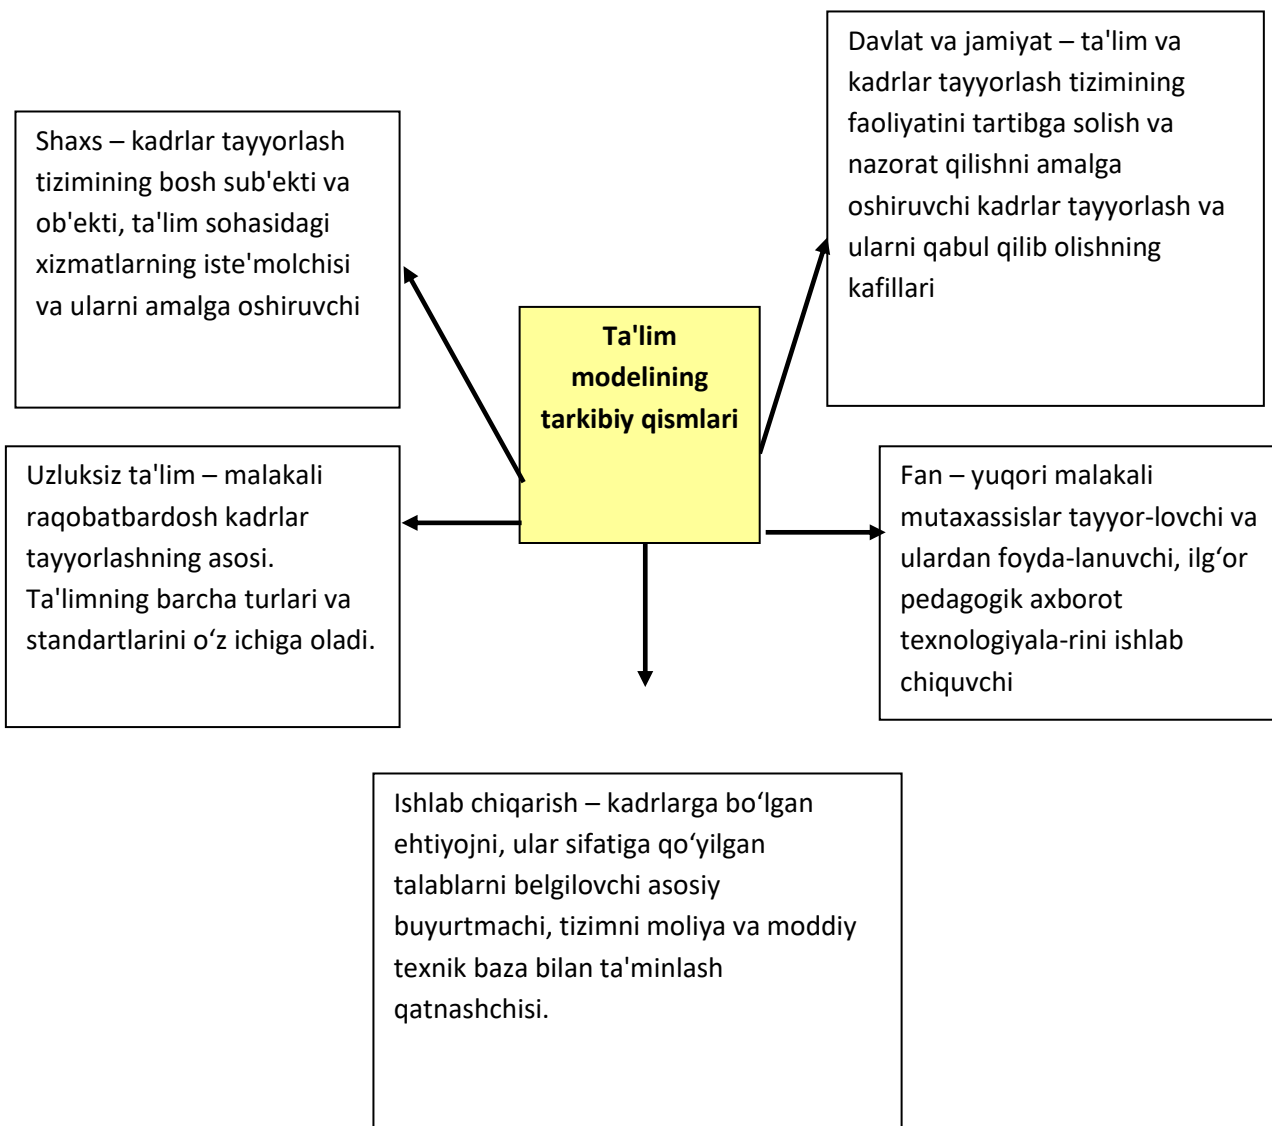 Davlat va jamiyat – ta'lim va
kadrlar tayyorlash tizimining
faoliyatini tartibga solish va
nazorat qilishni amalga
oshiruvchi kadrlar tayyorlash va
ularni qabul qilib olishning
kafillari
Shaxs – kadrlar tayyorlash
tizimining bosh sub'ekti va
ob'ekti, ta'lim sohasidagi
xizmatlarning iste'molchisi
va ularni amalga oshiruvchi
Ta'lim
modelining
tarkibiy qismlari
Uzluksiz ta'lim – malakali
raqobatbardosh kadrlar
tayyorlashning asosi.
Ta'limning barcha turlari va
standartlarini o‘z ichiga oladi.
Fan – yuqori malakali
mutaxassislar tayyor-lovchi va
ulardan foyda-lanuvchi, ilg‘or
pedagogik axborot
texnologiyala-rini ishlab
chiquvchi
Ishlab chiqarish – kadrlarga bo‘lgan
ehtiyojni, ular sifatiga qo‘yilgan
talablarni belgilovchi asosiy
buyurtmachi, tizimni moliya va moddiy
texnik baza bilan ta'minlash
qatnashchisi.